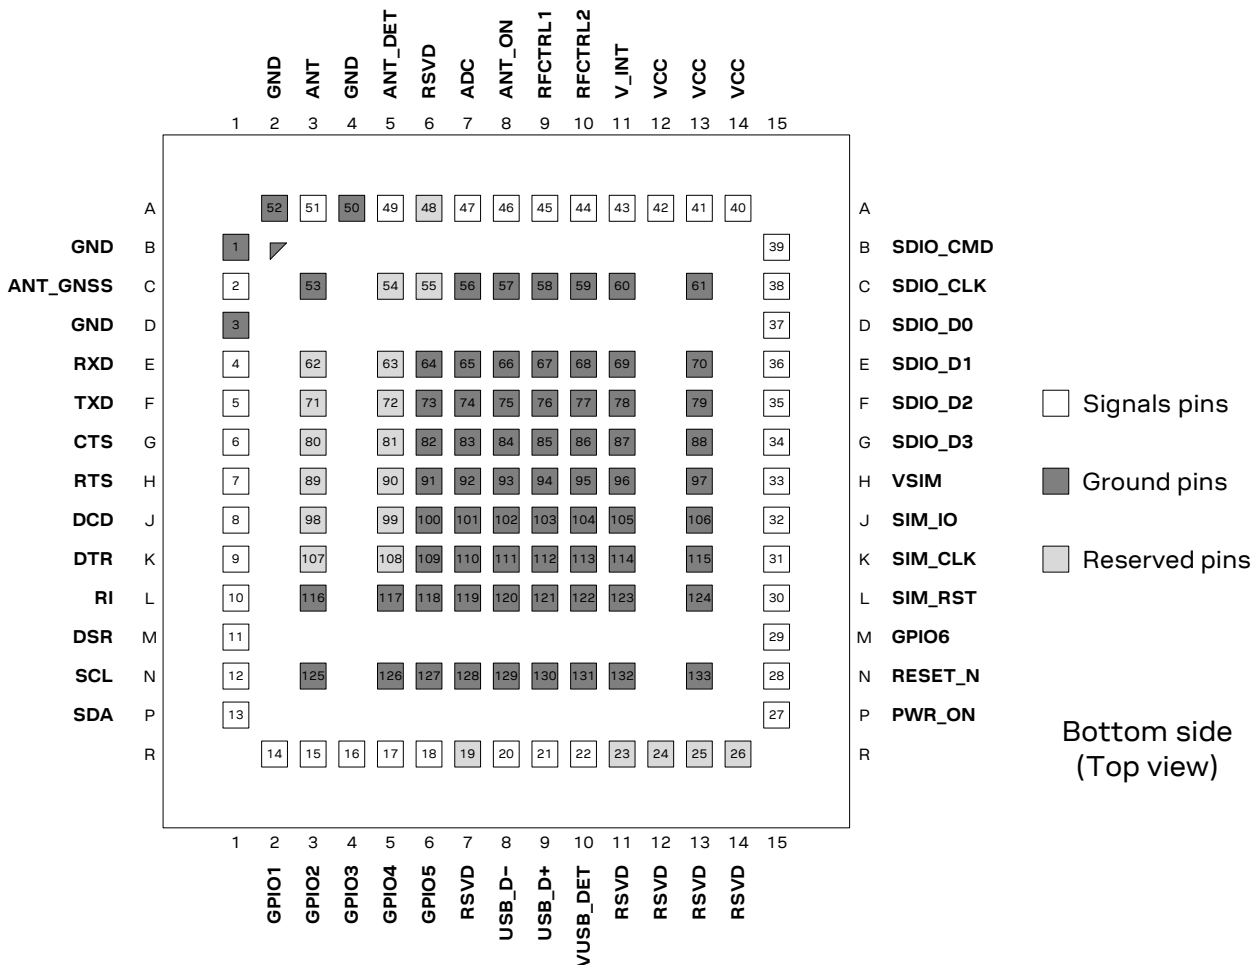 GND ANT GND ANT_DET RSVD ADC ANT_ON RFCTRL1 RFCTRL2 V_INT VCC VCC VCC
1 2 3 4 5 6 7 8 9 10 11 12 13 14 15
A 52 51 50 49 48 47 46 45 44 43 42 41 40 A
GND B 1 39 B SDIO_CMD
ANT_GNSS C 2 53 54 55 56 57 58 59 60 61 38 C SDIO_CLK
GND D 3 37 D SDIO_D0
RXD E 4 62 63 64 65 66 67 68 69 70 36 E SDIO_D1
TXD F 5 71 72 73 74 75 76 77 78 79 35 F SDIO_D2
Signals pins
CTS G 6 80 81 82 83 84 85 86 87 88 34 G SDIO_D3
RTS H 7 89 90 91 92 93 94 95 96 97 33 H VSIM
Ground pins
DCD J 8 98 99 100 101 102 103 104 105 106 32 J SIM_IO
DTR K 9 107 108 109 110 111 112 113 114 115 31 K SIM_CLK
Reserved pins
RI L 10 116 117 118 119 120 121 122 123 124 30 L SIM_RST
DSR M 11 29 M GPIO6
SCL N 12 125 126 127 128 129 130 131 132 133 28 N RESET_N
SDA P 13 27 P PWR_ON
R 14 15 16 17 18 19 20 21 22 23 24 25 26 R
Bottom side
(Top view)
1 2 3 4 5 6 7 8 9 10 11 12 13 14 15
GPIO1 GPIO2 GPIO3 GPIO4 GPIO5 RSVD USB_D− USB_D+ VUSB_DET RSVD RSVD RSVD RSVD